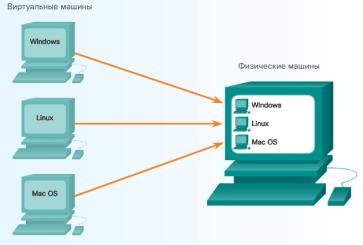 Виртуальные машины
Физические машины
Windows
Linux
Mac OS
Windows
Linux
Mac OS